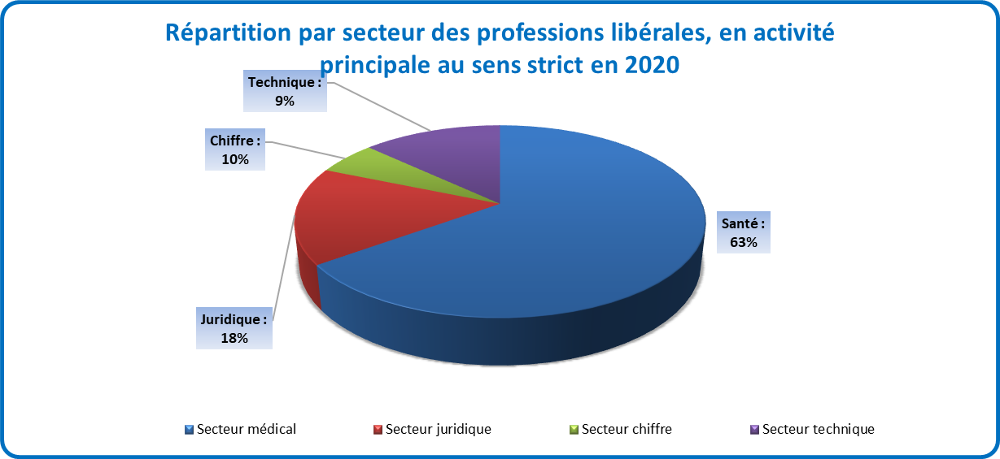 Répartition par secteur des professions libérales, en activité
principale au sens strict en 2020
Technique :
9%
Chiffre :
10%
Santé :
63%
Juridique :
18%
Secteur médical
Secteur juridique
Secteur chiffre
Secteur technique